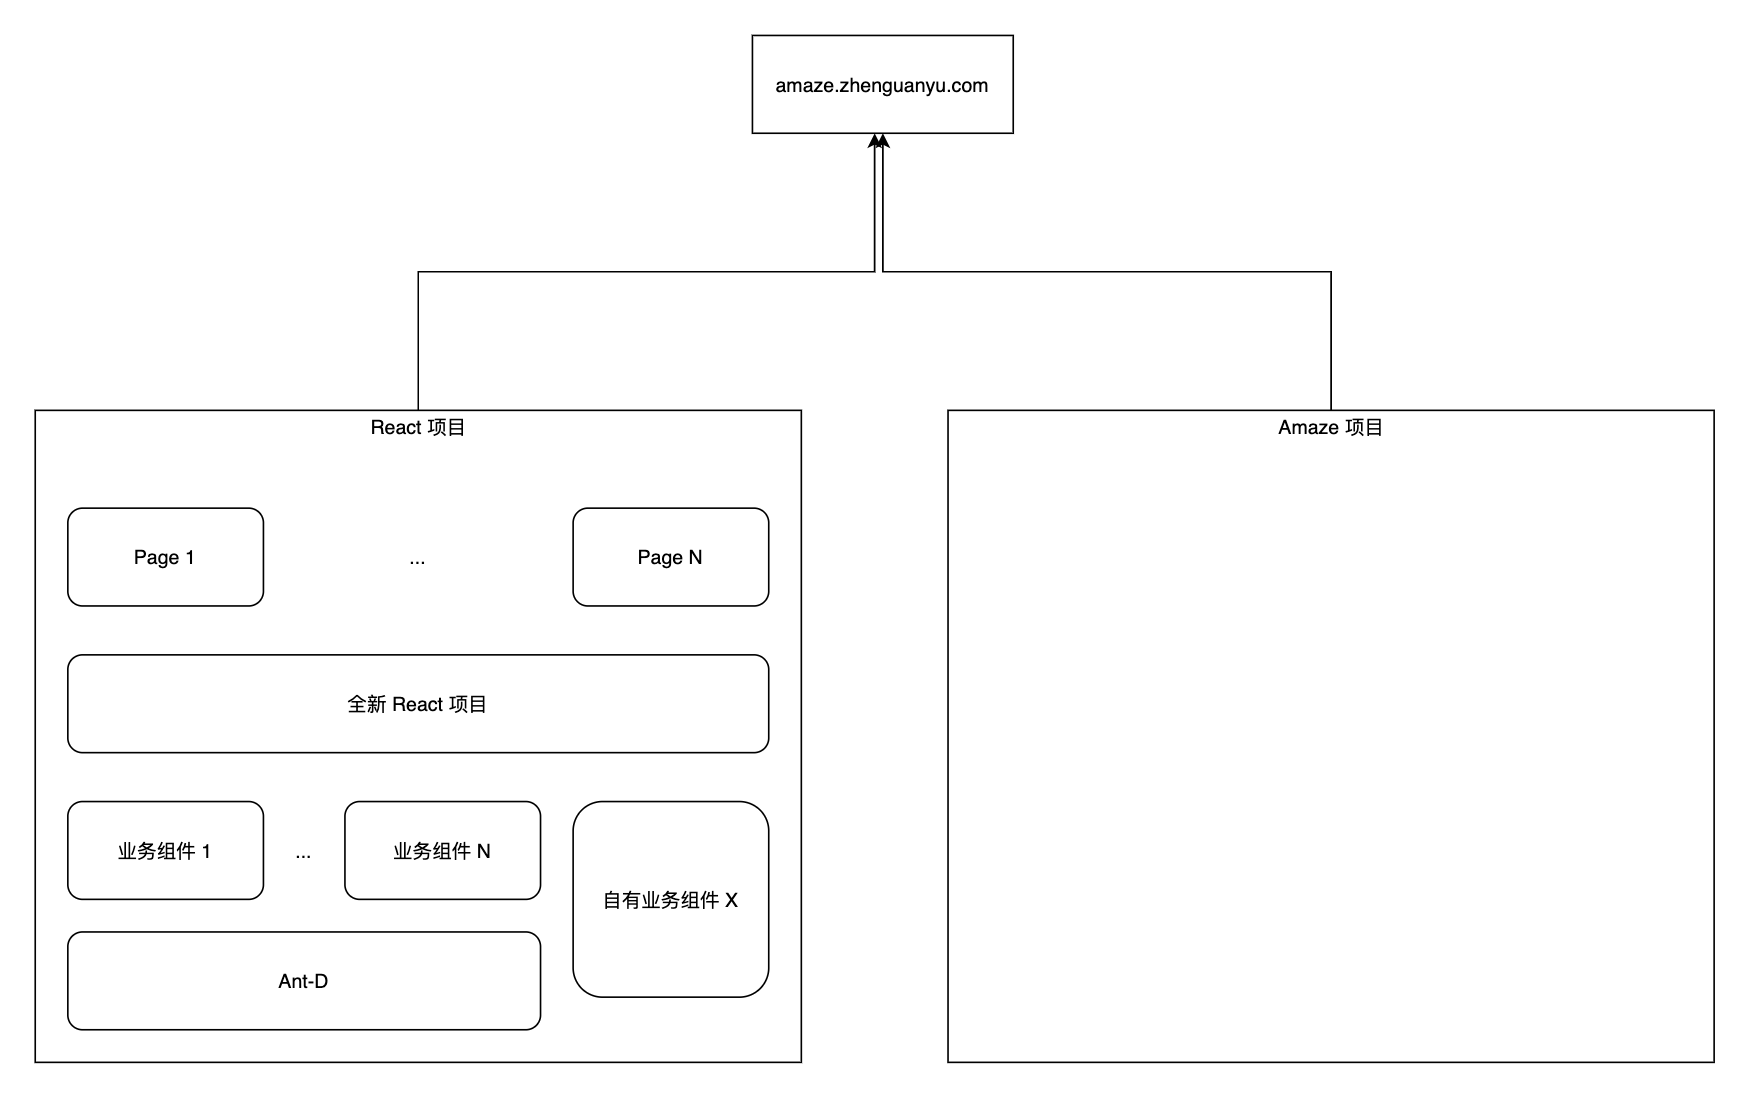 amaze.zhenguanyu.com
React 项目
Page 1
...
Page N
全新 React 项目
业务组件 1
...
业务组件 N
自有业务组件 X
Ant-D
Amaze 项目